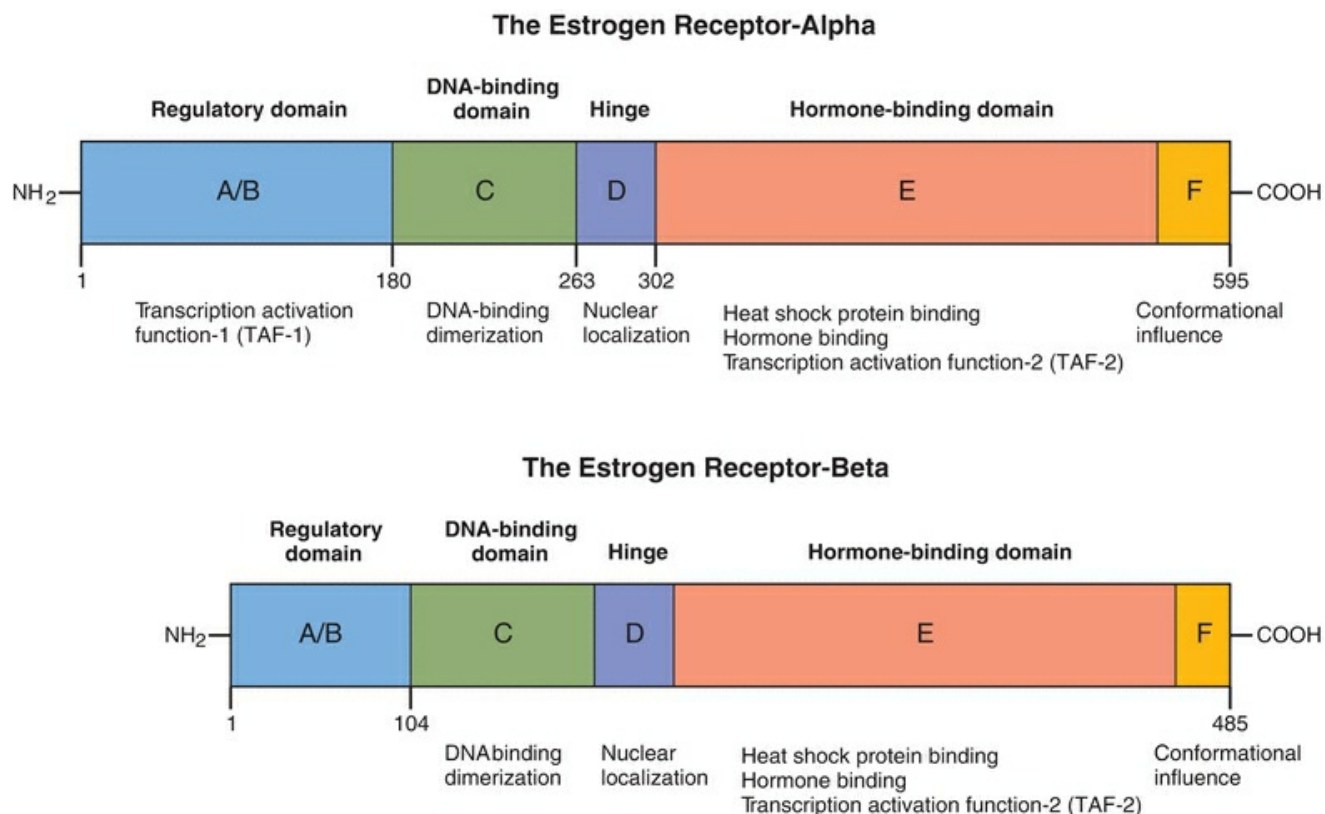 The Estrogen Receptor-Alpha
Regulatory domain
DNA-binding
domain
Hinge
Hormone-binding domain
NH2
A/B
C
D
E
F
COOH
1
180
263
302
595
Transcription activation
function-1 (TAF-1)
DNA-binding
dimerization
Nuclear
localization
Heat shock protein binding
Hormone binding
Transcription activation function-2 (TAF-2)
Conformational
influence
The Estrogen Receptor-Beta
Regulatory
domain
DNA-binding
domain
Hinge
Hormone-binding domain
NH2
A/B
C
D
E
F
COOH
1
104
485
DNAbinding
dimerization
Nuclear
localization
Heat shock protein binding
Hormone binding
Transcription activation function-2 (TAF-2)
Conformational
influence